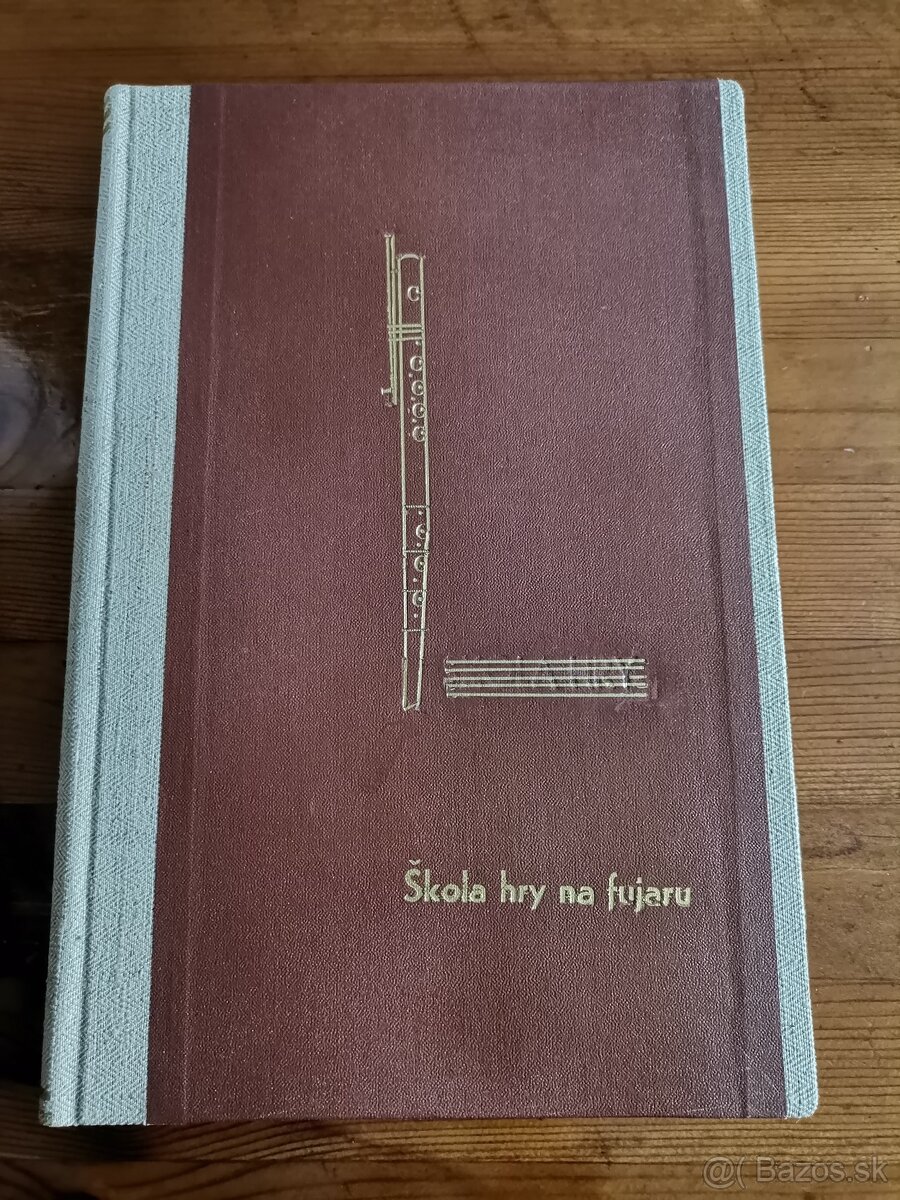 Škola hry na fujaru
@( Bazos.sk